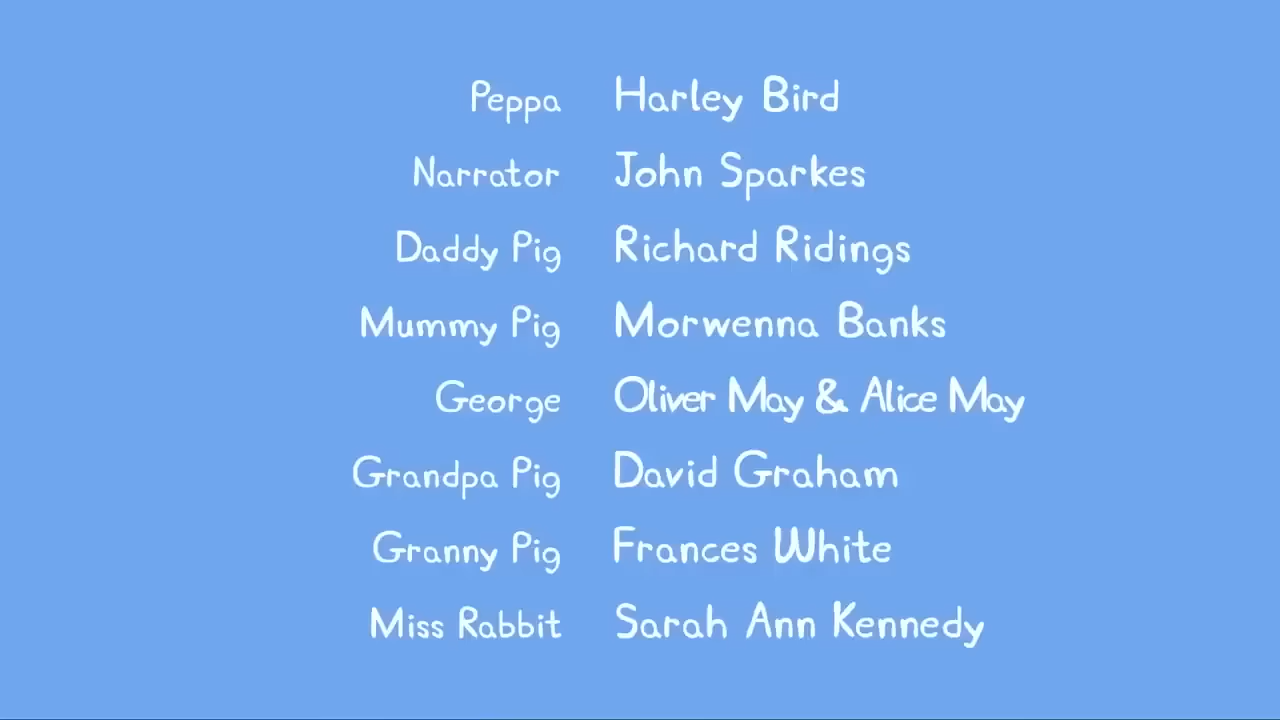 Peppa Harley Bird
Narrator John Sparkes
Daddy Pig Richard Ridings
Mummy Pig Morwenna Banks
George Oliver May & Alice May
Grandpa Pig David Graham
Granny Pig Frances White
Miss Rabbit Sarah Ann Kennedy